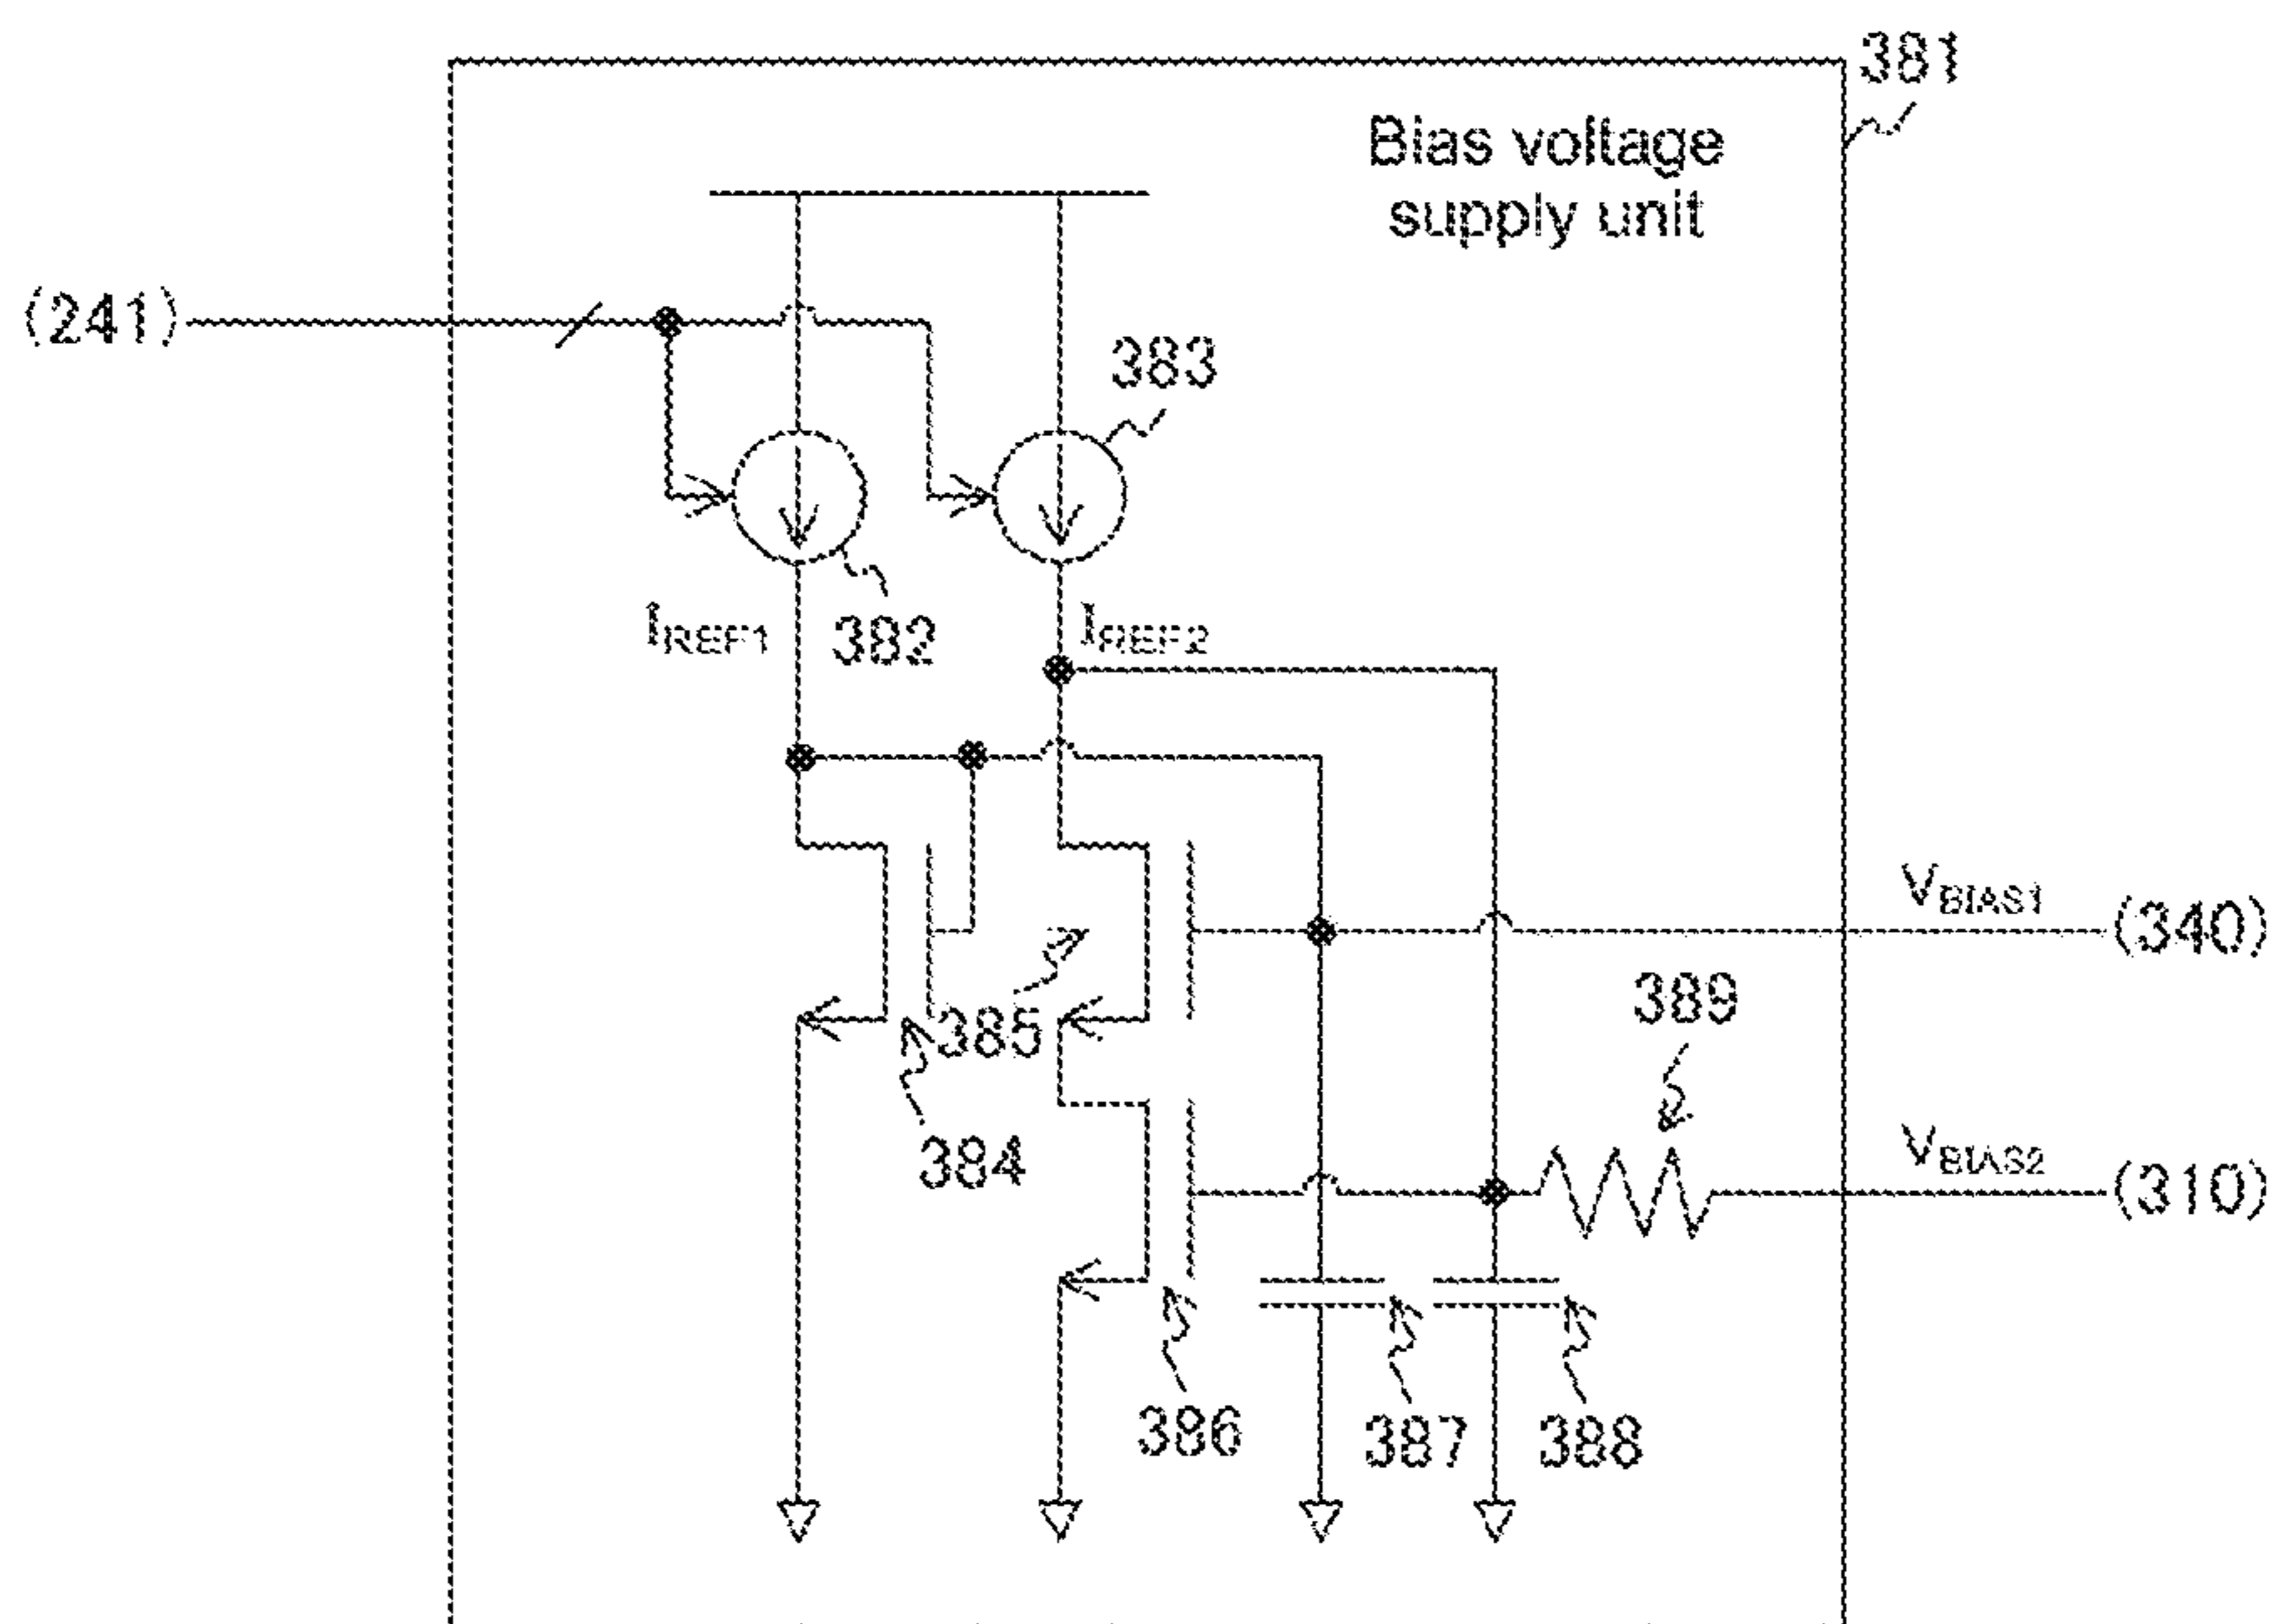 381
Bias voltage
supply unit
(241)
383
IREF1
382
IREF2
VBIAS1
(340)
389
385
384
VBIAS2
(310)
386
387
388